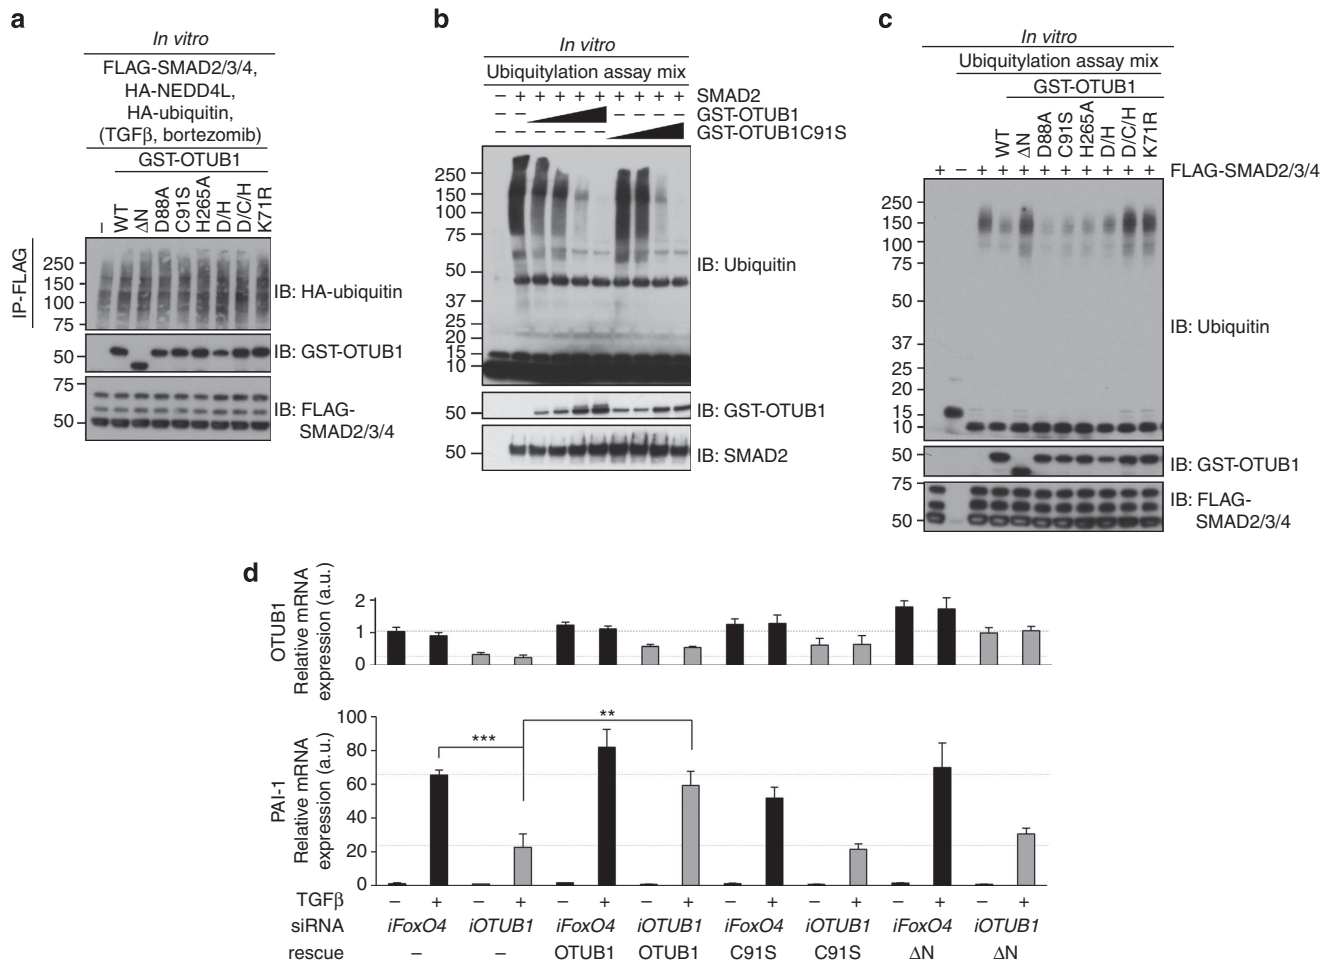 a
In vitro
FLAG-SMAD2/3/4,
HA-NEDD4L,
HA-ubiquitin,
(TGFβ, bortezomib)
GST-OTUB1
– WT ΔN D88A C91S H265A D/H D/C/H K71R
IP-FLAG
250
150
100
75
IB: HA-ubiquitin
50
IB: GST-OTUB1
75
50
IB: FLAG-
SMAD2/3/4
b
In vitro
Ubiquitylation assay mix
– + + + + + + + + + SMAD2
– – GST-OTUB1
– – – – – – GST-OTUB1C91S
250
150
100
75
50
37
25
20
15
10
IB: Ubiquitin
50
IB: GST-OTUB1
50
IB: SMAD2
c
In vitro
Ubiquitylation assay mix
GST-OTUB1
WT ΔN D88A C91S H265A D/H D/C/H K71R
+ – + + + + + + + + + FLAG-SMAD2/3/4
250
150
100
75
50
37
25
20
15
10
IB: Ubiquitin
50
IB: GST-OTUB1
75
50
IB: FLAG-
SMAD2/3/4
d
OTUB1
Relative mRNA
expression (a.u.)
2
1
0
PAI-1
Relative mRNA
expression (a.u.)
100
80
60
40
20
0
***
**
TGFβ – + – + – + – + – + – + – + – +
siRNA iFoxO4 iOTUB1 iFoxO4 iOTUB1 iFoxO4 iOTUB1 iFoxO4 iOTUB1
rescue – – OTUB1 OTUB1 C91S C91S ΔN ΔN